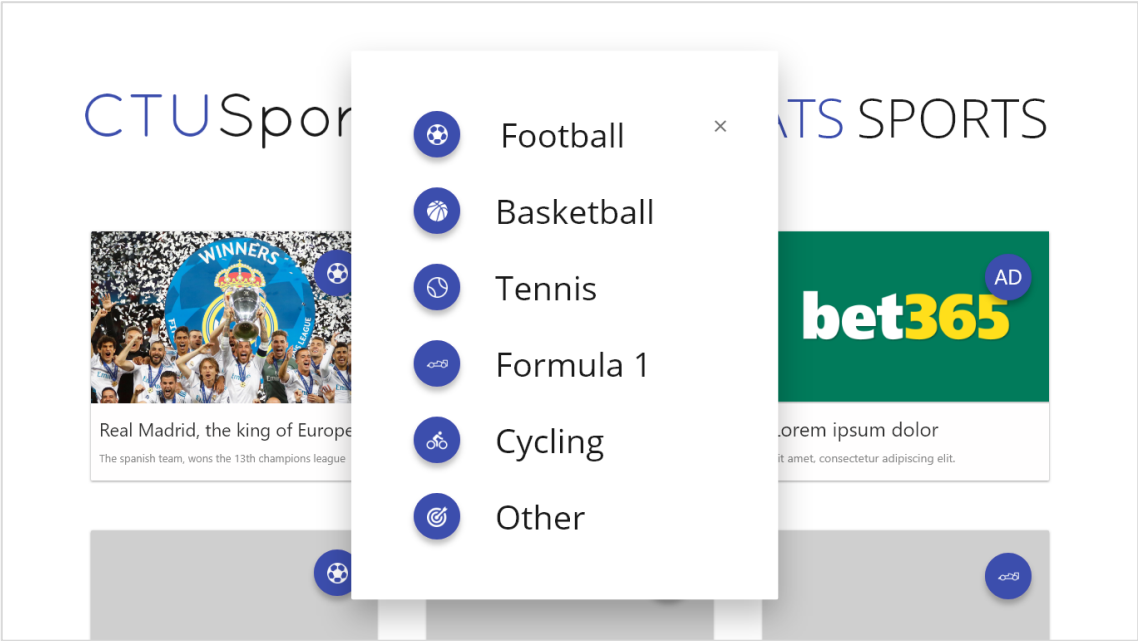 CTUSpor
ATS SPORTS
Football
×
Basketball
Tennis
Formula 1
Cycling
Other
WINNERS
LEAGUE
AD
bet365
Real Madrid, the king of Europe
The spanish team, wons the 13th champions league
Lorem ipsum dolor
it amet, consectetur adipiscing elit.